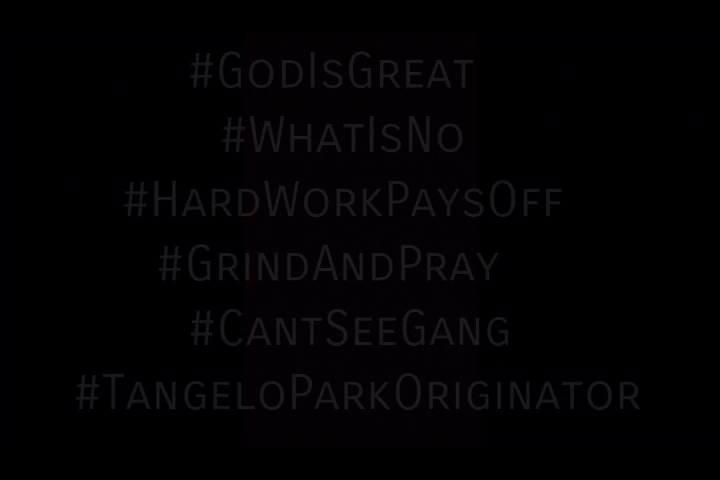 #GodIsGreat
#WhatIsNo
#HardWorkPaysOff
#GrindAndPray
#CantSeeGang
#TangeloParkOriginator